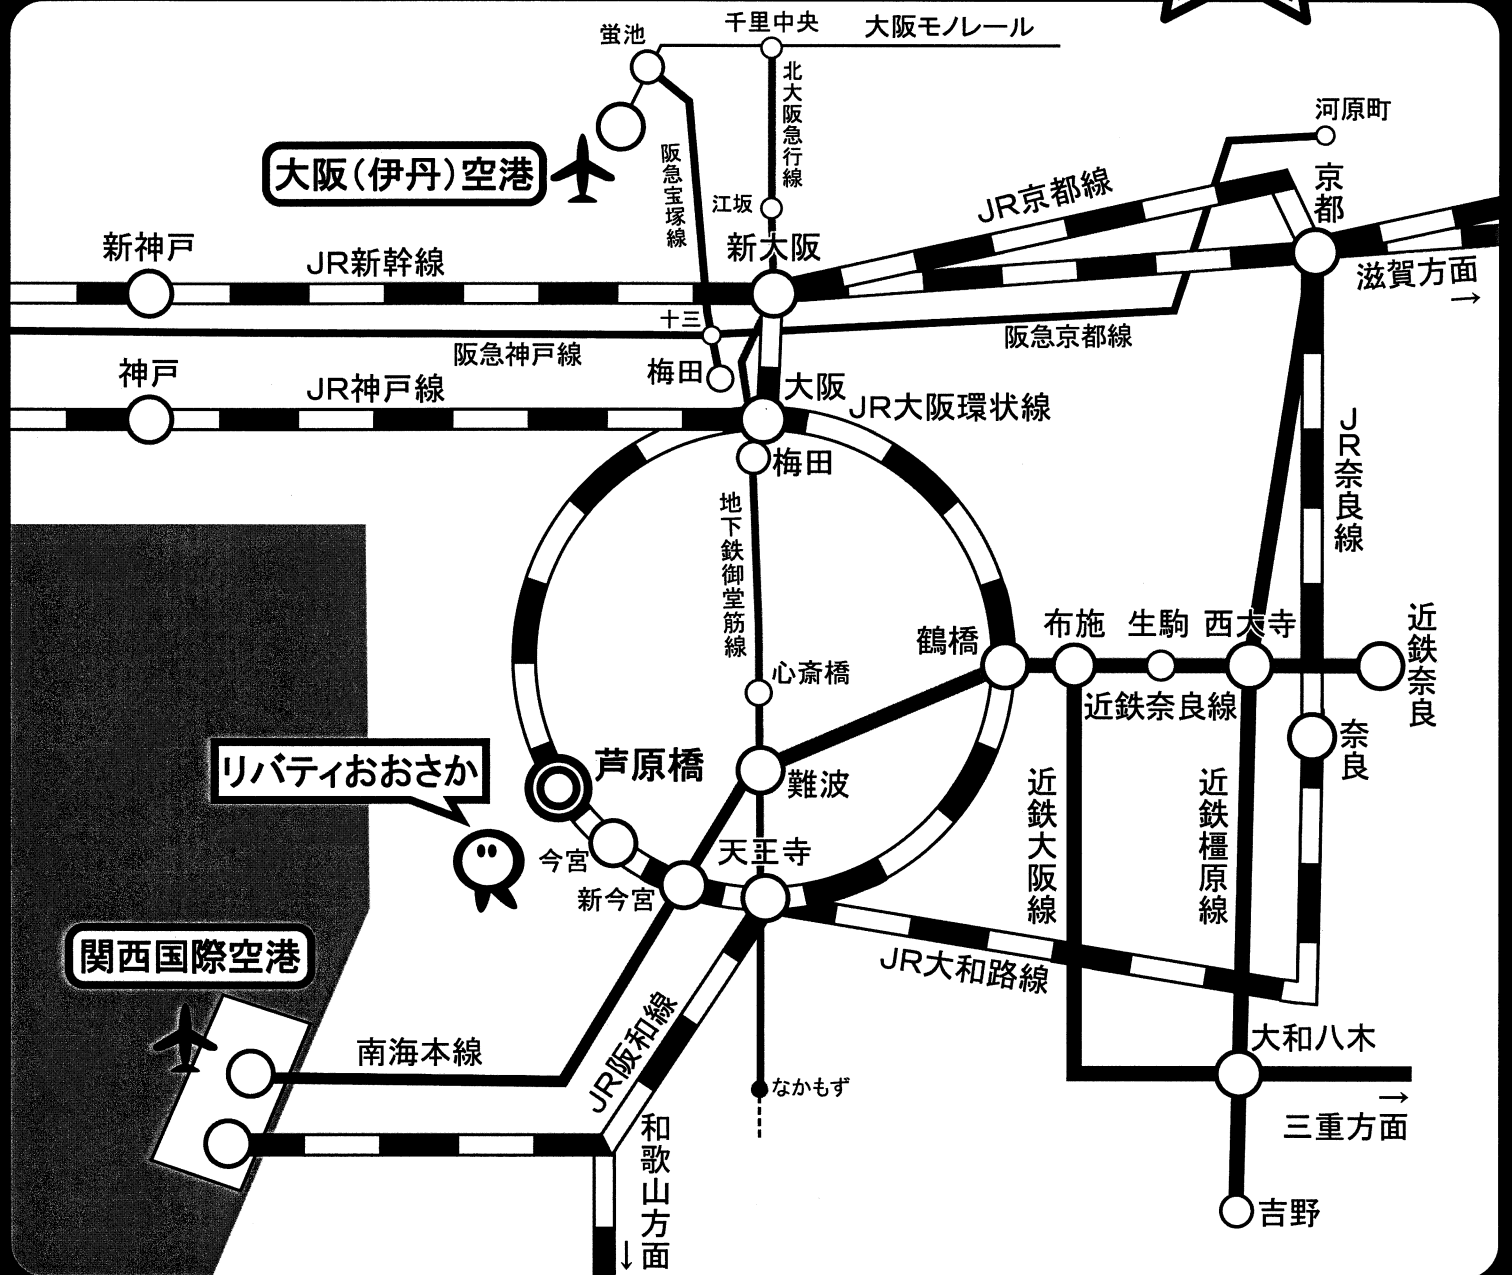 千里中央
大阪モノレール
蛍池
北大阪急行線
河原町
大阪(伊丹)空港
阪急宝塚線
江坂
JR京都線
京都
新神戸
JR新幹線
新大阪
滋賀方面
→
十三
阪急神戸線
阪急京都線
神戸
JR神戸線
梅田
大阪
JR大阪環状線
梅田
JR奈良線
地下鉄御堂筋線
鶴橋
布施
生駒
西大寺
近鉄奈良
心斎橋
近鉄奈良線
リバティおおさか
芦原橋
難波
奈良
近鉄大阪線
近鉄橿原線
今宮
天王寺
新今宮
関西国際空港
JR大和路線
南海本線
JR阪和線
大和八木
なかもず
→
三重方面
和歌山方面
↓
吉野